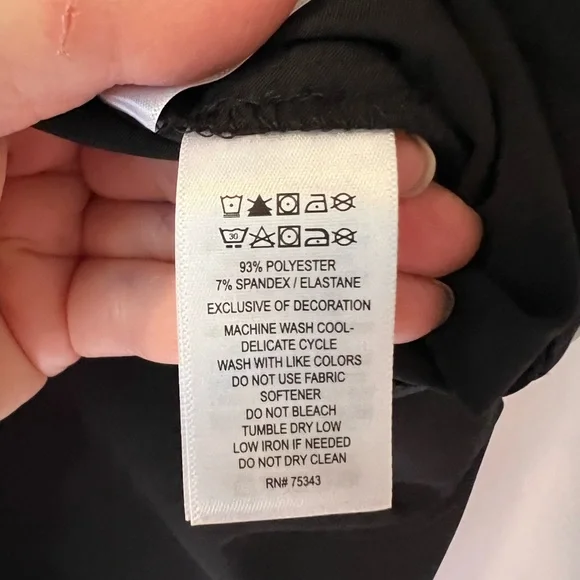 30
93% POLYESTER
7% SPANDEX / ELASTANE
EXCLUSIVE OF DECORATION
MACHINE WASH COOL-
DELICATE CYCLE
WASH WITH LIKE COLORS
DO NOT USE FABRIC
SOFTENER
DO NOT BLEACH
TUMBLE DRY LOW
LOW IRON IF NEEDED
DO NOT DRY CLEAN
RN# 75343